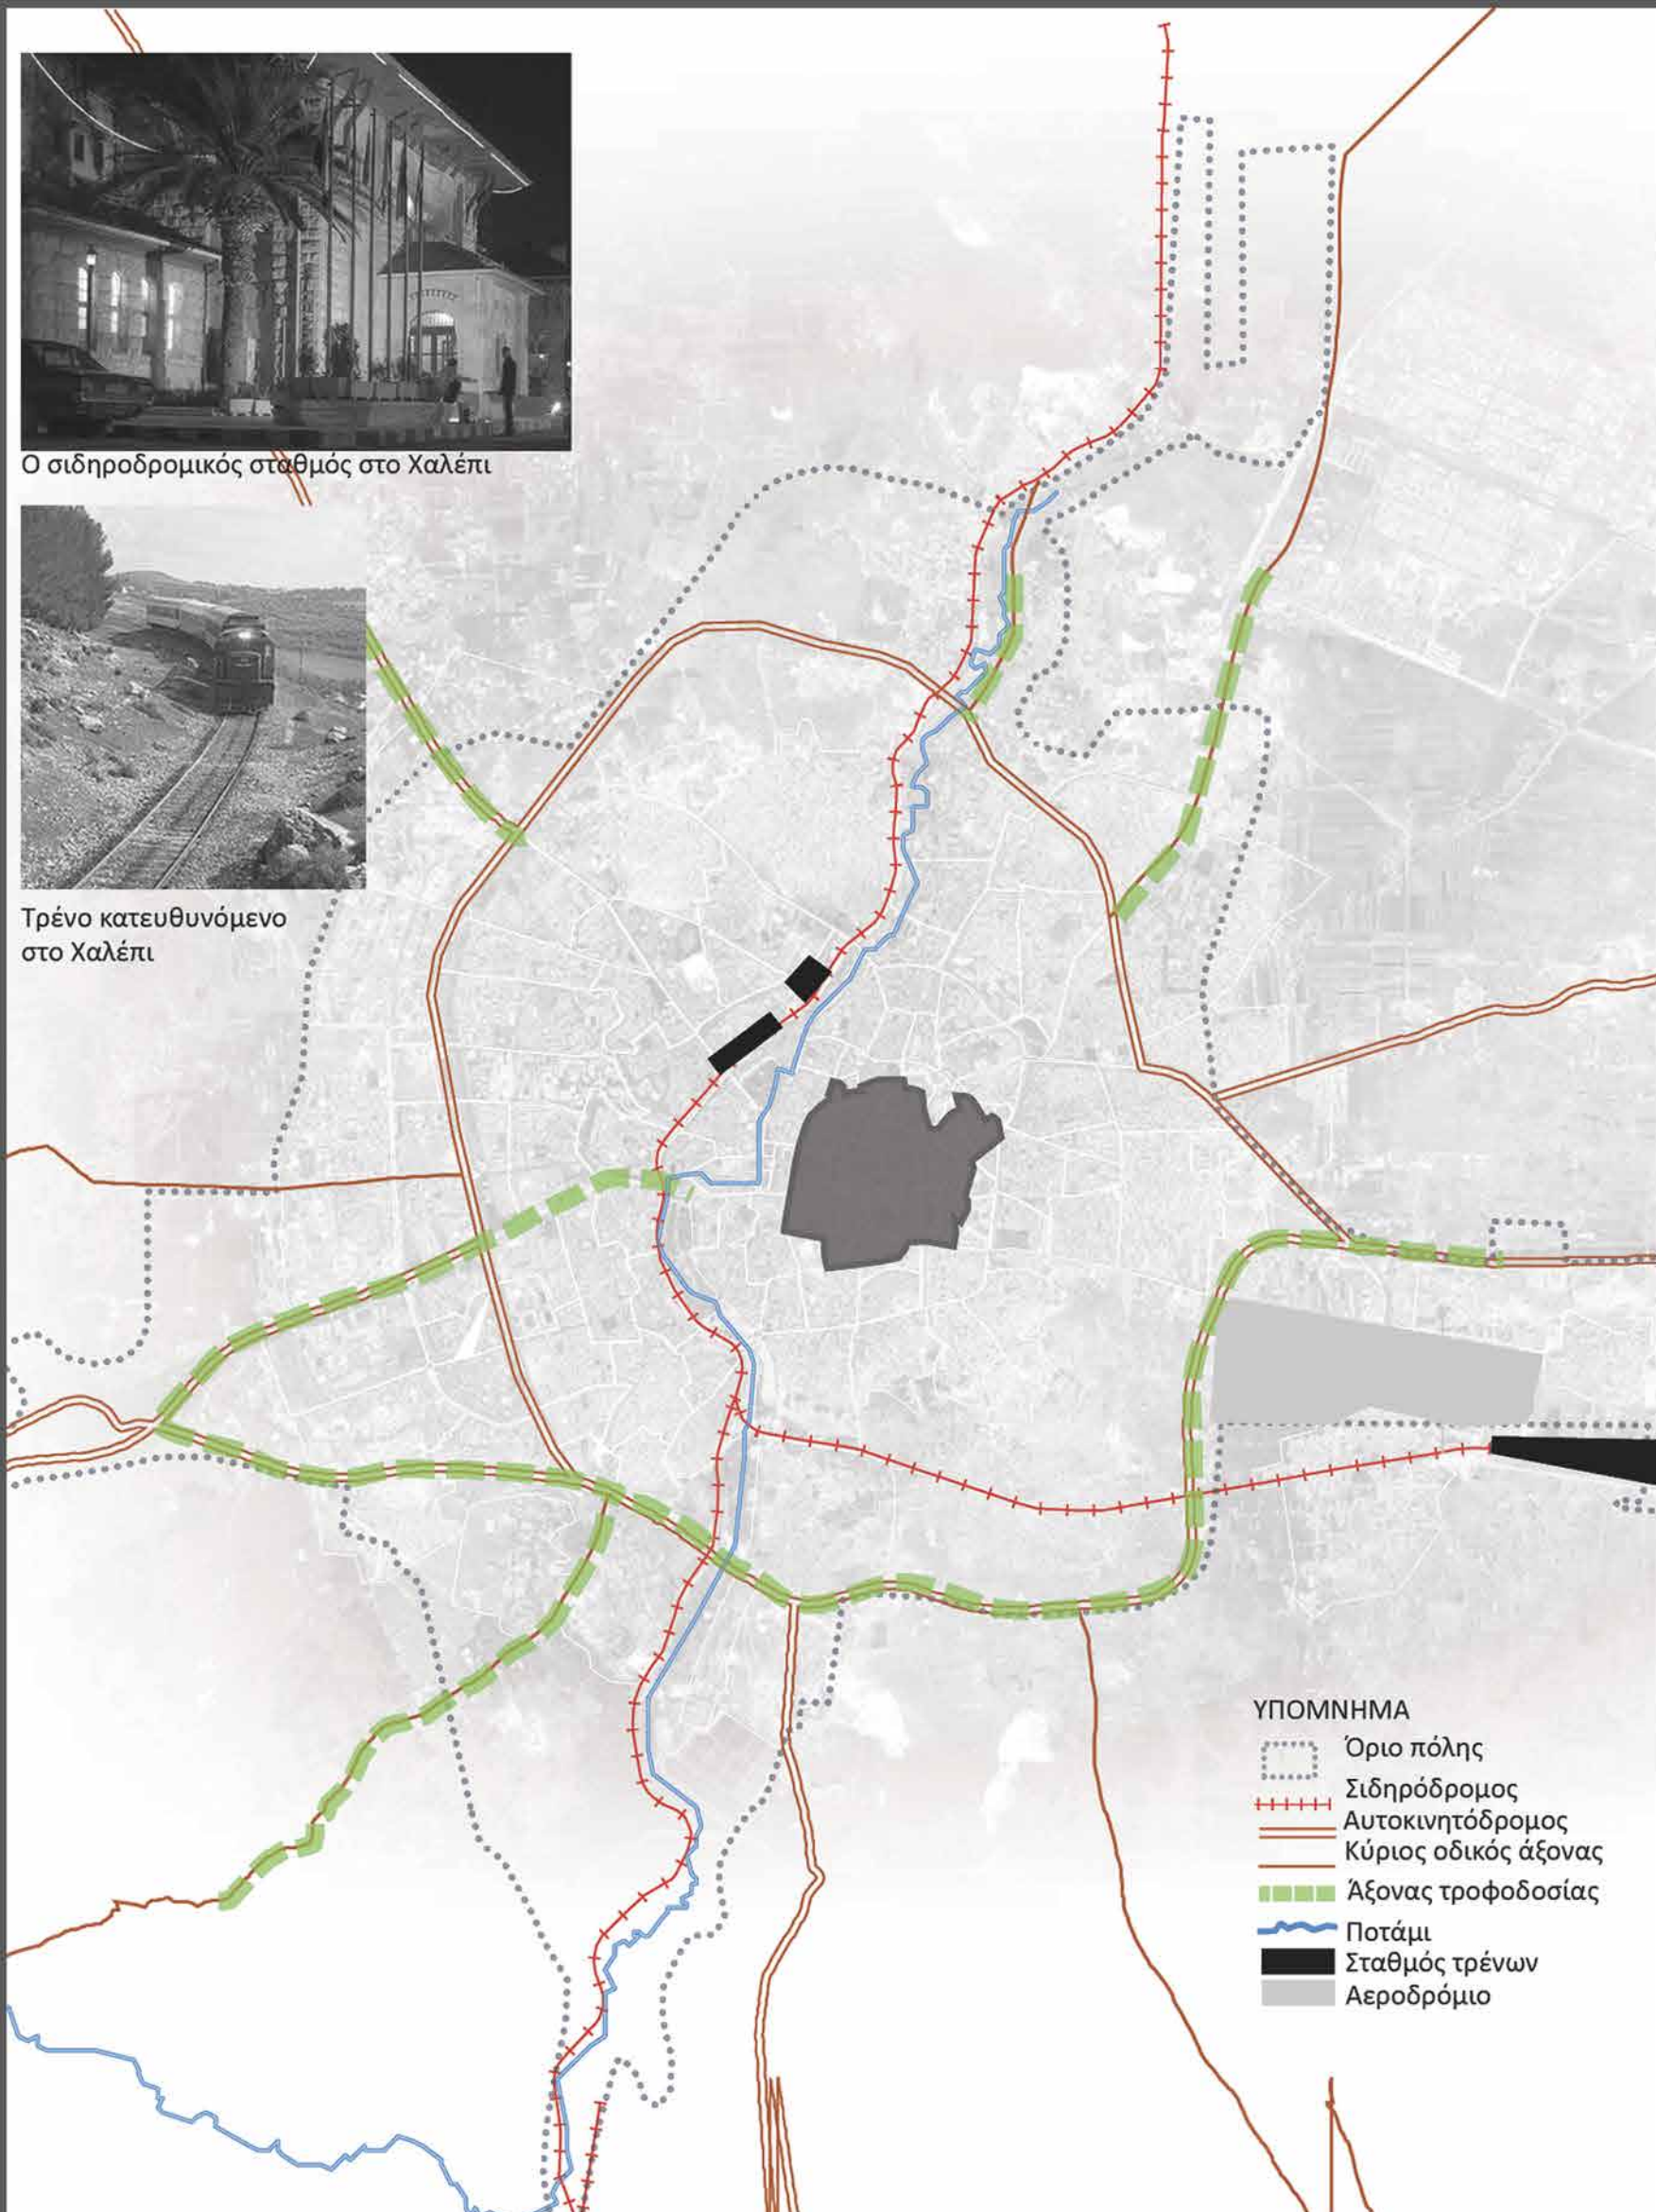 Ο σιδηροδρομικός σταθμός στο Χαλέπι
Τρένο κατευθυνόμενο
στο Χαλέπι
ΥΠΟΜΝΗΜΑ
Όριο πόλης
Σιδηρόδρομος
Αυτοκινητόδρομος
Κύριος οδικός άξονας
Άξονας τροφοδοσίας
Ποτάμι
Σταθμός τρένων
Αεροδρόμιο